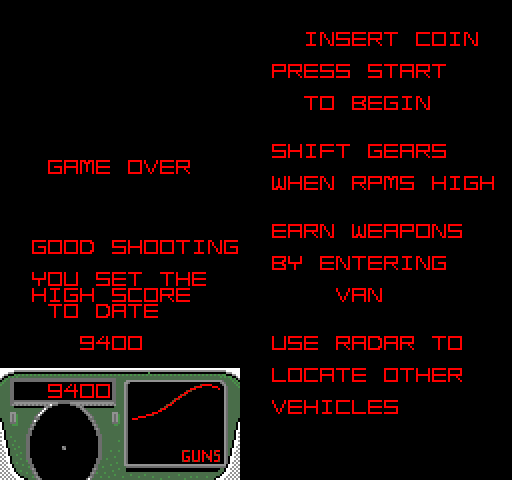 GAME OVER
GOOD SHOOTING
YOU SET THE
HIGH SCORE
TO DATE
9400
9400
GUNS
INSERT COIN
PRESS START
TO BEGIN
SHIFT GEARS
WHEN RPMS HIGH
EARN WEAPONS
BY ENTERING
VAN
USE RADAR TO
LOCATE OTHER
VEHICLES